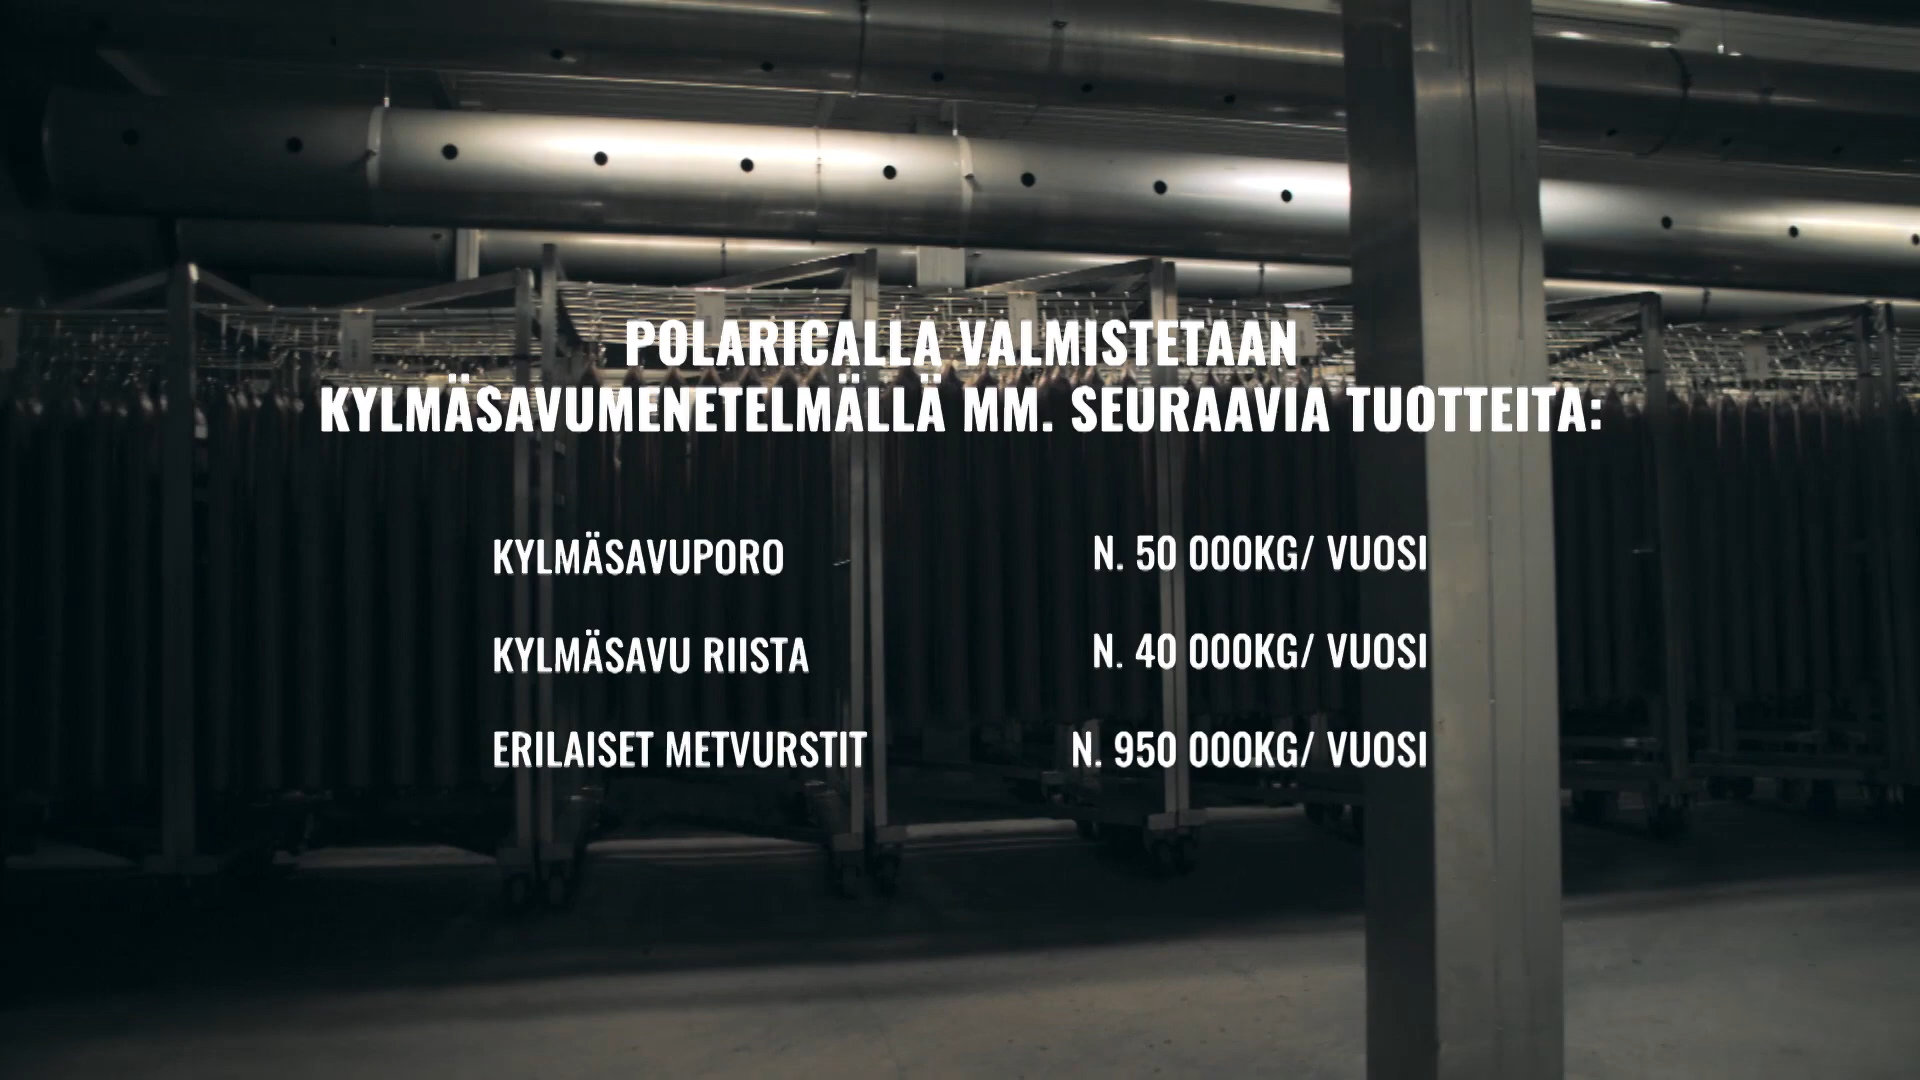 POLARICALLA VALMISTETAAN
KYLMÄSAVUMENETELMÄLLÄ MM. SEURAAVIA TUOTTEITA:
KYLMÄSAVUPORO N. 50 000KG/ VUOSI
KYLMÄSAVU RIISTA N. 40 000KG/ VUOSI
ERILAISET METVURSTIT N. 950 000KG/ VUOSI